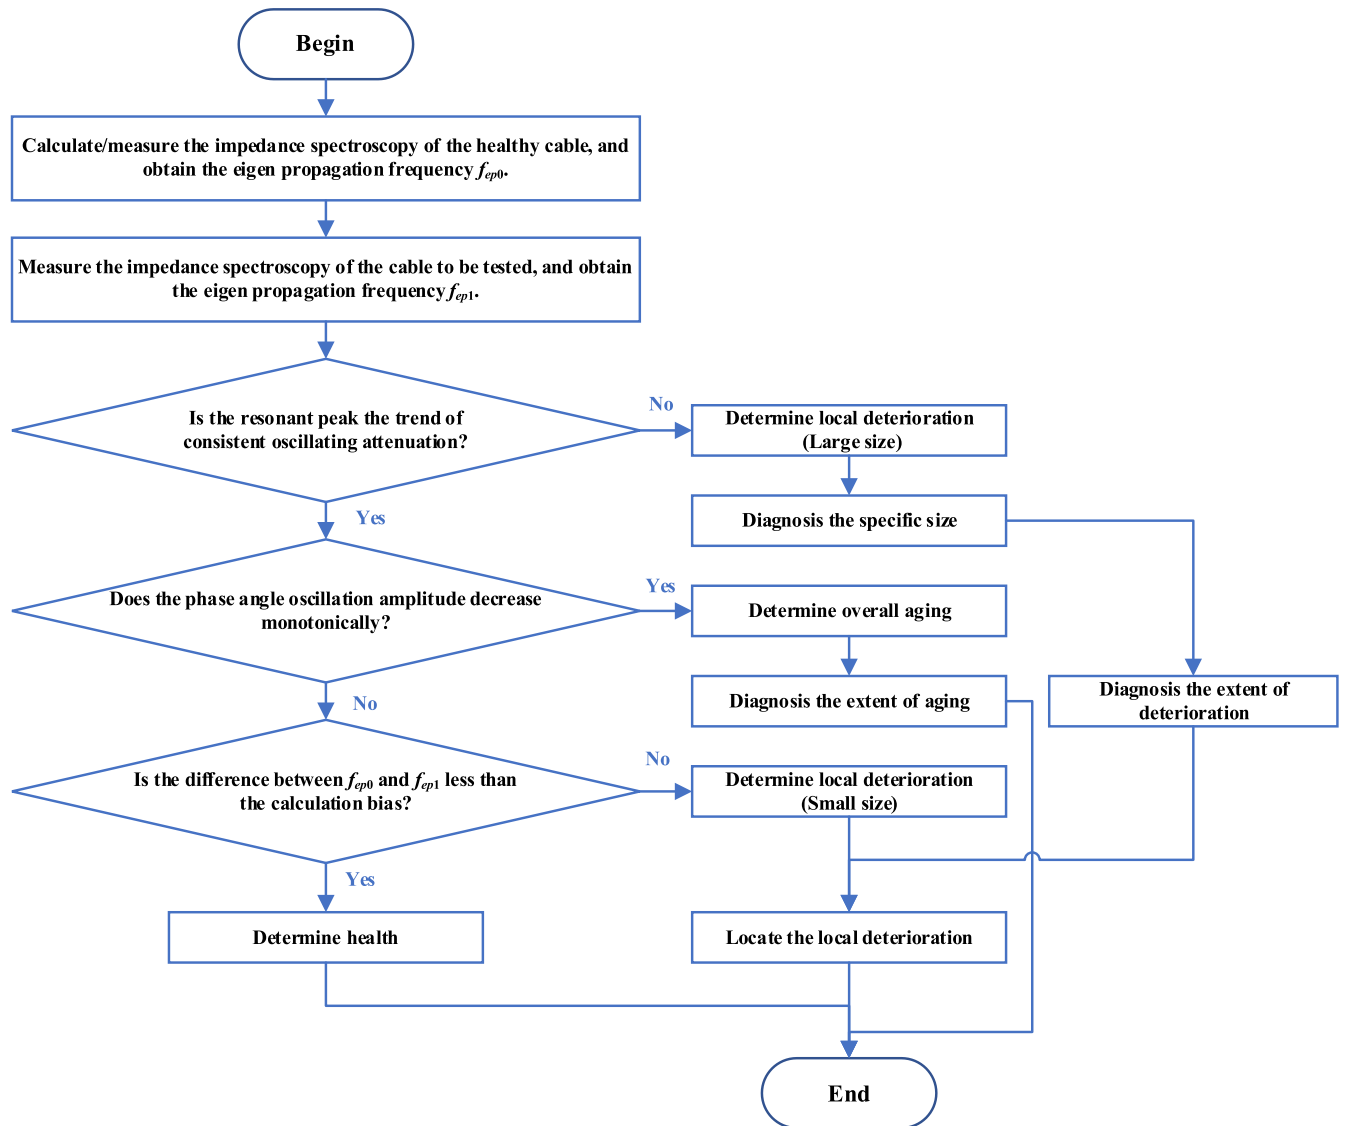 Begin
Calculate/measure the impedance spectroscopy of the healthy cable, and
obtain the eigen propagation frequency fep0.
Measure the impedance spectroscopy of the cable to be tested, and obtain
the eigen propagation frequency fep1.
Is the resonant peak the trend of
consistent oscillating attenuation?
No
Determine local deterioration
(Large size)
Yes
Diagnosis the specific size
Does the phase angle oscillation amplitude decrease
monotonically?
Yes
Determine overall aging
Diagnosis the extent of aging
Diagnosis the extent of
deterioration
No
Is the difference between fep0 and fep1 less than
the calculation bias?
No
Determine local deterioration
(Small size)
Yes
Determine health
Locate the local deterioration
End